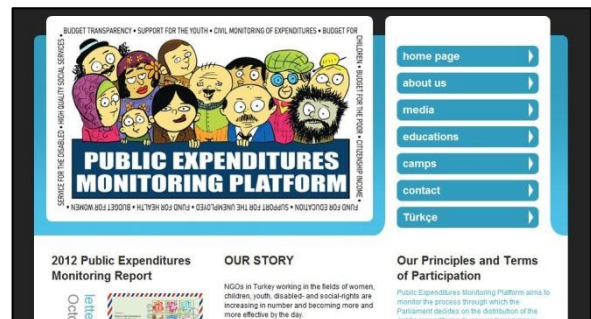 BUDGET TRANSPARENCY • SUPPORT FOR THE YOUTH • CIVIL MONITORING OF EXPENDITURES • BUDGET FOR
CHILDREN • BUDGET FOR THE POOR • CITIZENSHIP INCOME •
FUND FOR EDUCATION • SUPPORT FOR THE UNEMPLOYED • FUND FOR HEALTH • BUDGET FOR WOMEN •
SERVICE FOR THE DISABLED • HIGH QUALITY SOCIAL SERVICES •
PUBLIC EXPENDITURES
MONITORING PLATFORM
home page
about us
media
educations
camps
contact
Türkçe
2012 Public Expenditures
Monitoring Report
lette
Octo
OUR STORY
NGOs in Turkey working in the fields of women,
children, youth, disabled- and social-rights are
increasing in number and becoming more and
more effective by the day.
Our Principles and Terms
of Participation
Public Expenditures Monitoring Platform aims to
monitor the process through which the
Parliament decides on the distribution of the